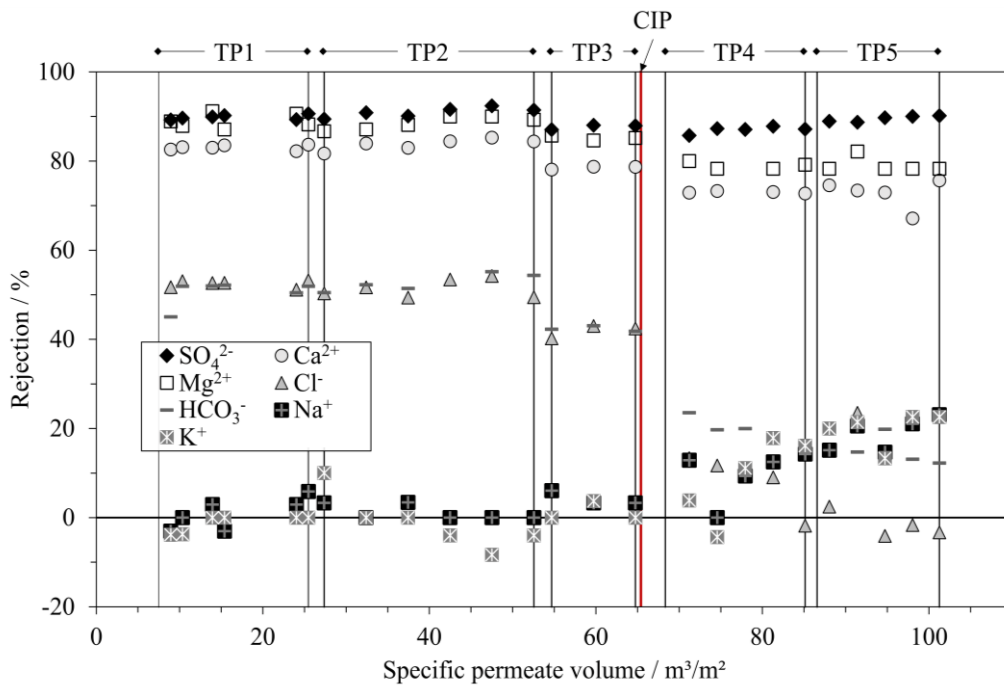 CIP
TP1 TP2 TP3 TP4 TP5
100
80
60
40
20
0
-20
Rejection / %
SO₄²⁻ Ca²⁺
Mg²⁺ Cl⁻
HCO₃⁻ Na⁺
K⁺
0 20 40 60 80 100
Specific permeate volume / m³/m²